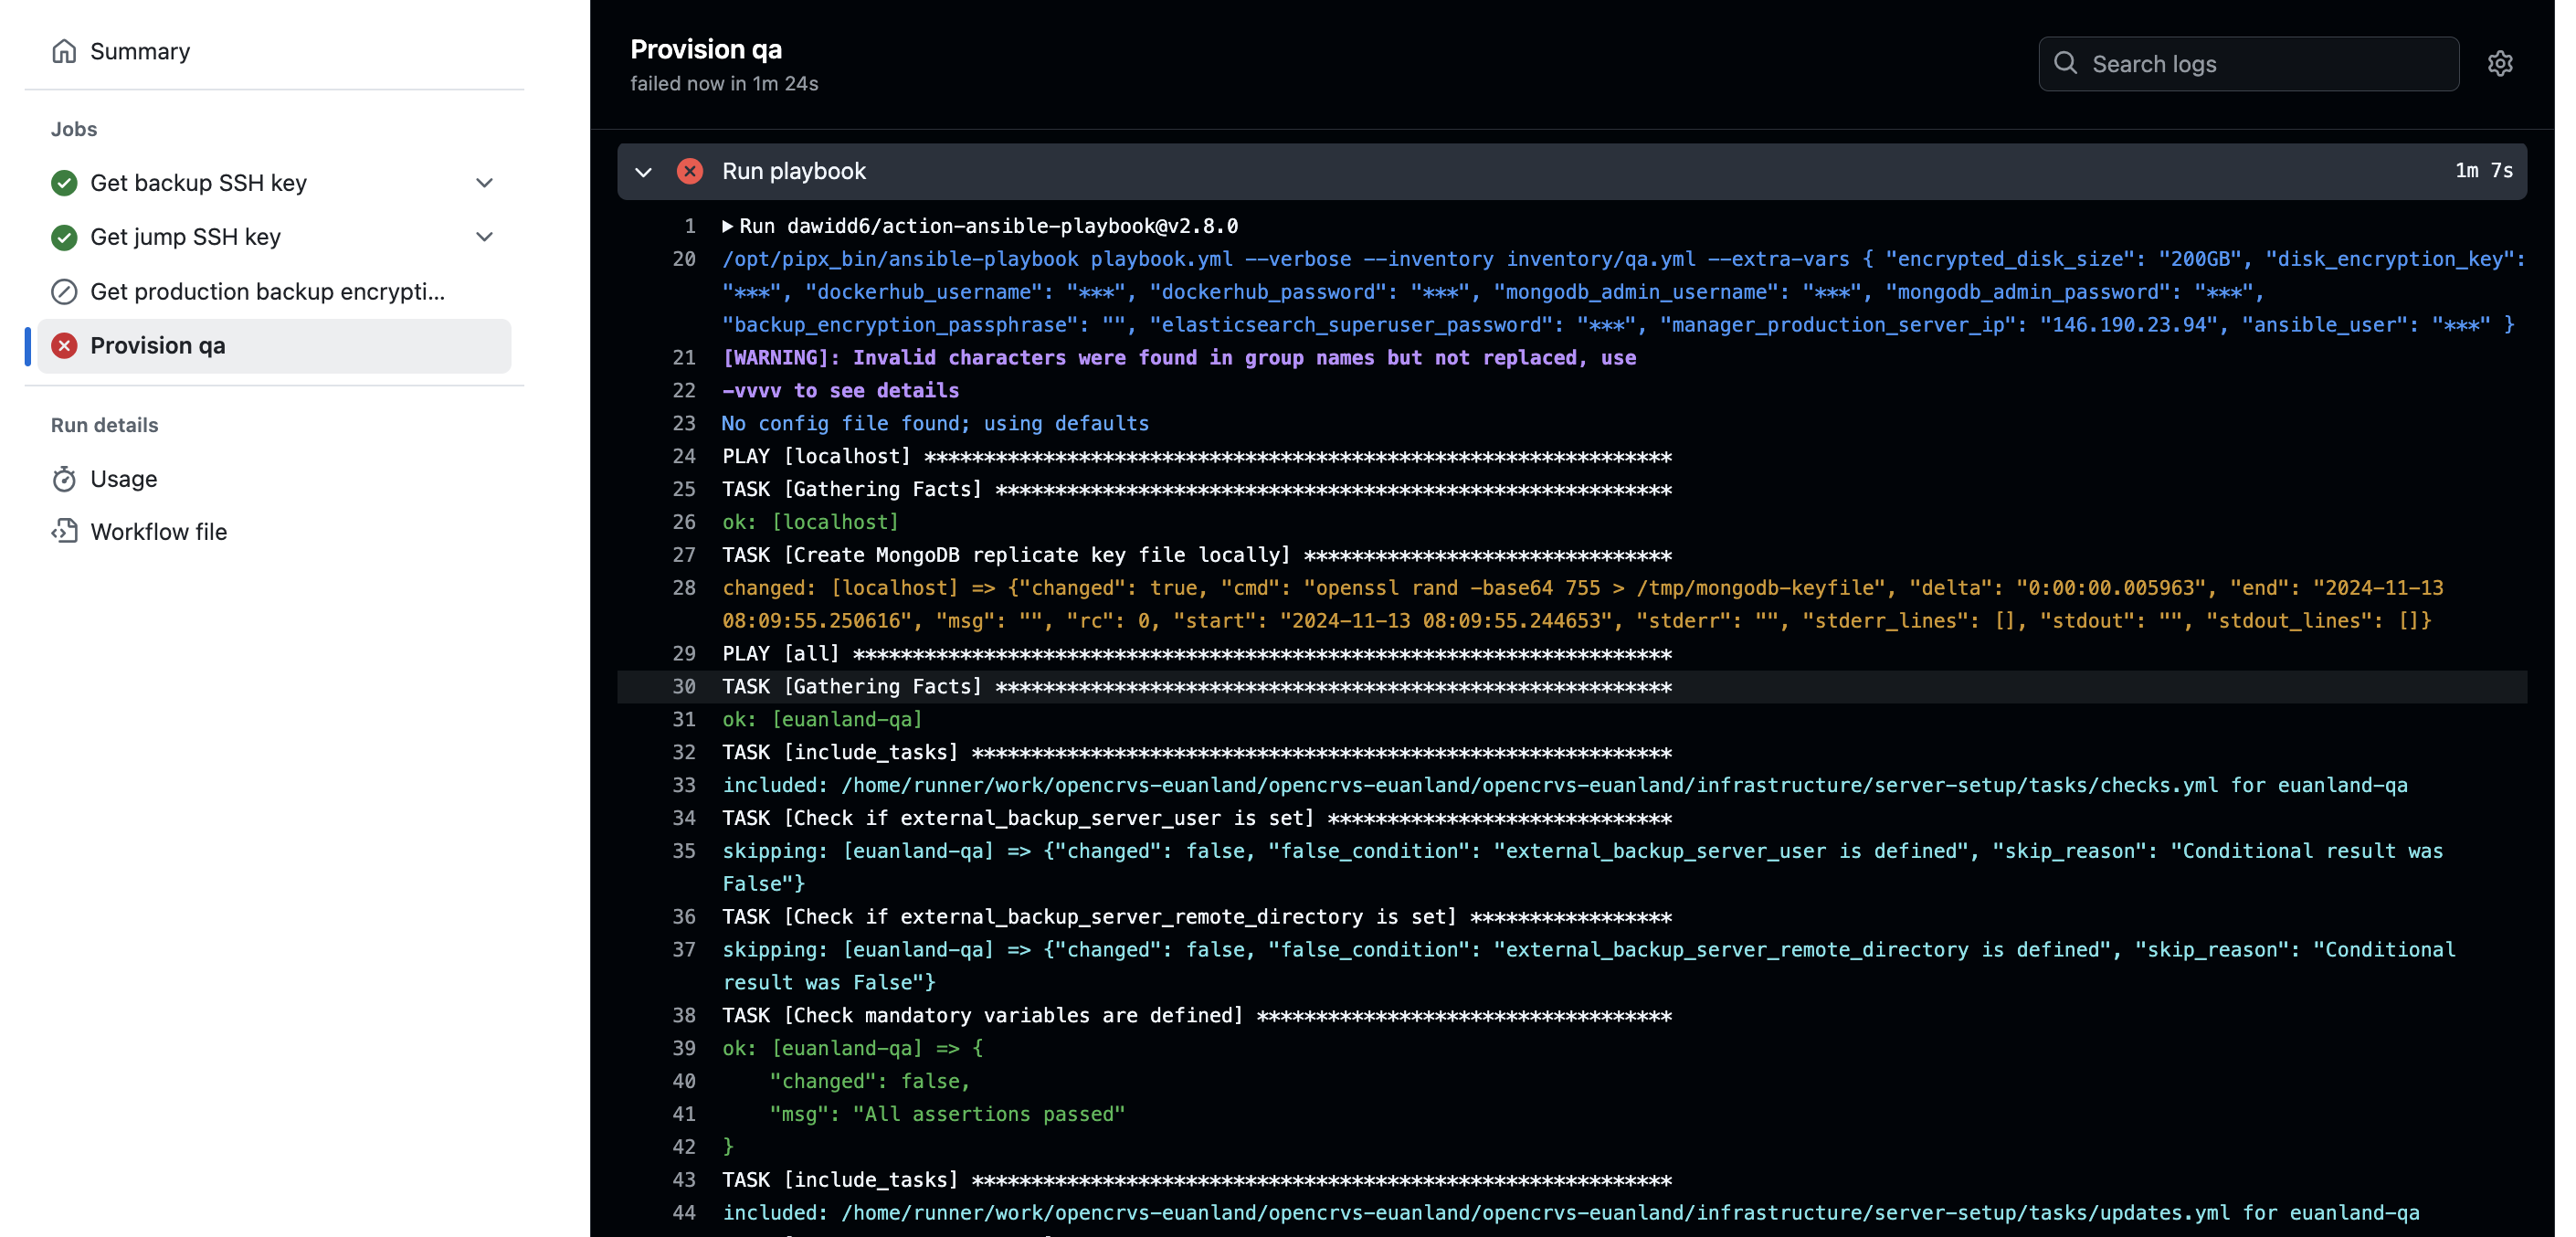 Summary
Jobs
Get backup SSH key
Get jump SSH key
Get production backup encrypti...
Provision qa
Run details
Usage
Workflow file
Provision qa
failed now in 1m 24s
Search logs
Run playbook
1m 7s
1 Run dawidd6/action-ansible-playbook@v2.8.0
20 /opt/pipx_bin/ansible-playbook playbook.yml --verbose --inventory inventory/qa.yml --extra-vars { "encrypted_disk_size": "200GB", "disk_encryption_key":
"***", "dockerhub_username": "***", "dockerhub_password": "***", "mongodb_admin_username": "***", "mongodb_admin_password": "***",
"backup_encryption_passphrase": "", "elasticsearch_superuser_password": "***", "manager_production_server_ip": "146.190.23.94", "ansible_user": "***" }
21 [WARNING]: Invalid characters were found in group names but not replaced, use
22 -vvvv to see details
23 No config file found; using defaults
24 PLAY [localhost] ***************************************************************
25 TASK [Gathering Facts] *********************************************************
26 ok: [localhost]
27 TASK [Create MongoDB replicate key file locally] *******************************
28 changed: [localhost] => {"changed": true, "cmd": "openssl rand -base64 755 > /tmp/mongodb-keyfile", "delta": "0:00:00.005963", "end": "2024-11-13
08:09:55.250616", "msg": "", "rc": 0, "start": "2024-11-13 08:09:55.244653", "stderr": "", "stderr_lines": [], "stdout": "", "stdout_lines": []}
29 PLAY [all] *********************************************************************
30 TASK [Gathering Facts] *********************************************************
31 ok: [euanland-qa]
32 TASK [include_tasks] ***********************************************************
33 included: /home/runner/work/opencrvs-euanland/opencrvs-euanland/opencrvs-euanland/infrastructure/server-setup/tasks/checks.yml for euanland-qa
34 TASK [Check if external_backup_server_user is set] *****************************
35 skipping: [euanland-qa] => {"changed": false, "false_condition": "external_backup_server_user is defined", "skip_reason": "Conditional result was
False"}
36 TASK [Check if external_backup_server_remote_directory is set] *****************
37 skipping: [euanland-qa] => {"changed": false, "false_condition": "external_backup_server_remote_directory is defined", "skip_reason": "Conditional
result was False"}
38 TASK [Check mandatory variables are defined] ***********************************
39 ok: [euanland-qa] => {
40 "changed": false,
41 "msg": "All assertions passed"
42 }
43 TASK [include_tasks] ***********************************************************
44 included: /home/runner/work/opencrvs-euanland/opencrvs-euanland/opencrvs-euanland/infrastructure/server-setup/tasks/updates.yml for euanland-qa